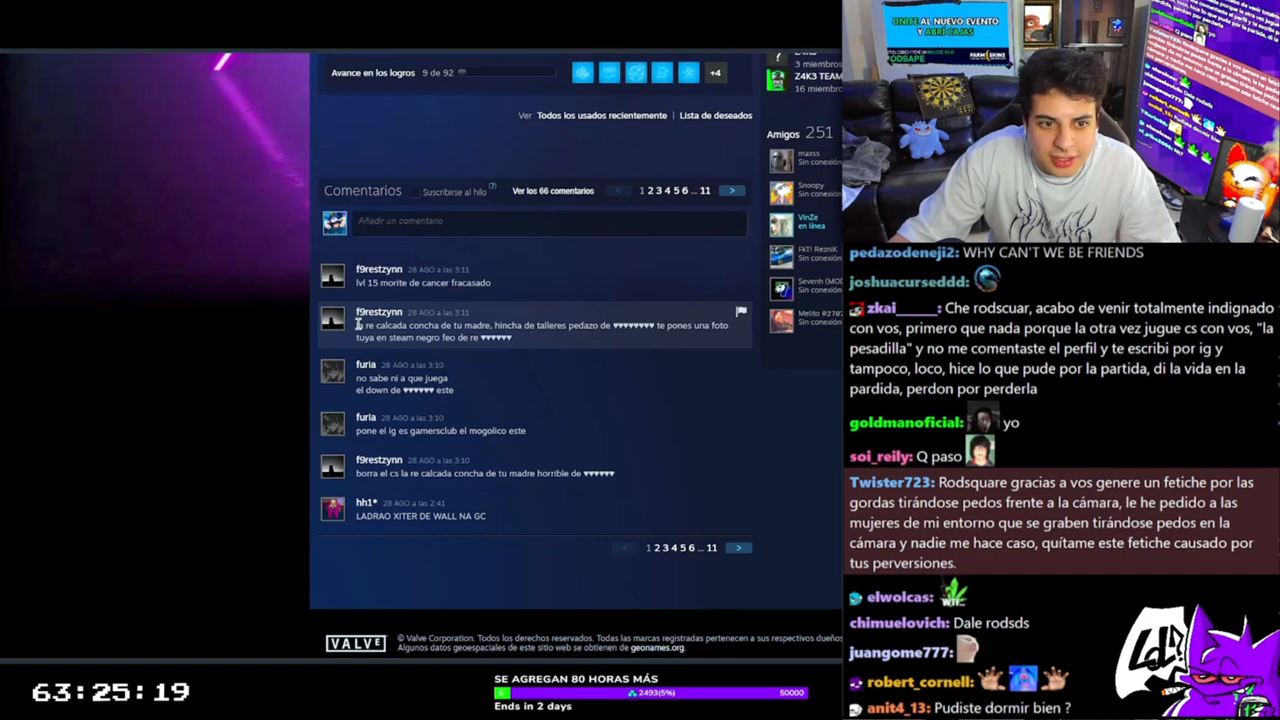 Avance en los logros 9 de 92
+4
3 miembros
Z4K3 TEAM
16 miembro
Ver Todos los usados recientemente | Lista de deseados
Amigos 251
maxss
Sin conexión
Snoopy
Sin conexión
VinZe
en línea
FkT! RezniK
Sin conexión
Sevenh (MO
Sin conexión
Melito #270
Sin conexión
Comentarios Suscribirse al hilo (?) Ver los 66 comentarios < 1 2 3 4 5 6 ... 11 >
Añadir un comentario
f9restzynn 28 AGO a las 3:11
lvl 15 morite de cancer fracasado
f9restzynn 28 AGO a las 3:11
re calcada concha de tu madre, hincha de talleres pedazo de ♥♥♥♥♥♥♥♥ te pones una foto
tuya en steam negro feo de re ♥♥♥♥♥♥
furia 28 AGO a las 3:10
no sabe ni a que juega
el down de ♥♥♥♥♥♥ este
furia 28 AGO a las 3:10
pone el ig es gamersclub el mogolico este
f9restzynn 28 AGO a las 3:10
borra el cs la re calcada concha de tu madre horrible de ♥♥♥♥♥♥
hh1* 28 AGO a las 2:41
LADRAO XITER DE WALL NA GC
< 1 2 3 4 5 6 ... 11 >
VALVE
© Valve Corporation. Todos los derechos reservados. Todas las marcas registradas pertenecen a sus respectivos dueños
Algunos datos geoespaciales de este sitio web se obtienen de geonames.org.
63:25:19
SE AGREGAN 80 HORAS MÁS
0 2493(5%) 50000
Ends in 2 days
UNITE AL NUEVO EVENTO
Y ABRÍ CAJAS
ODSAPE
FARMSKINS
pedazodeneji2: WHY CAN'T WE BE FRIENDS
joshuacurseddd:
zkai______: Che rodscuar, acabo de venir totalmente indignado
con vos, primero que nada porque la otra vez jugue cs con vos, "la
pesadilla" y no me comentaste el perfil y te escribi por ig y
tampoco, loco, hice lo que pude por la partida, di la vida en la
pardida, perdon por perderla
goldmanoficial: yo
soi_reily: Q paso
Twister723: Rodsquare gracias a vos genere un fetiche por las
gordas tirándose pedos frente a la cámara, le he pedido a las
mujeres de mi entorno que se graben tirándose pedos en la
cámara y nadie me hace caso, quítame este fetiche causado por
tus perversiones.
elwolcas: WTF
chimuelovich: Dale rodsds
juangome777:
robert_cornell:
anit4_13: Pudiste dormir bien ?
LOL!